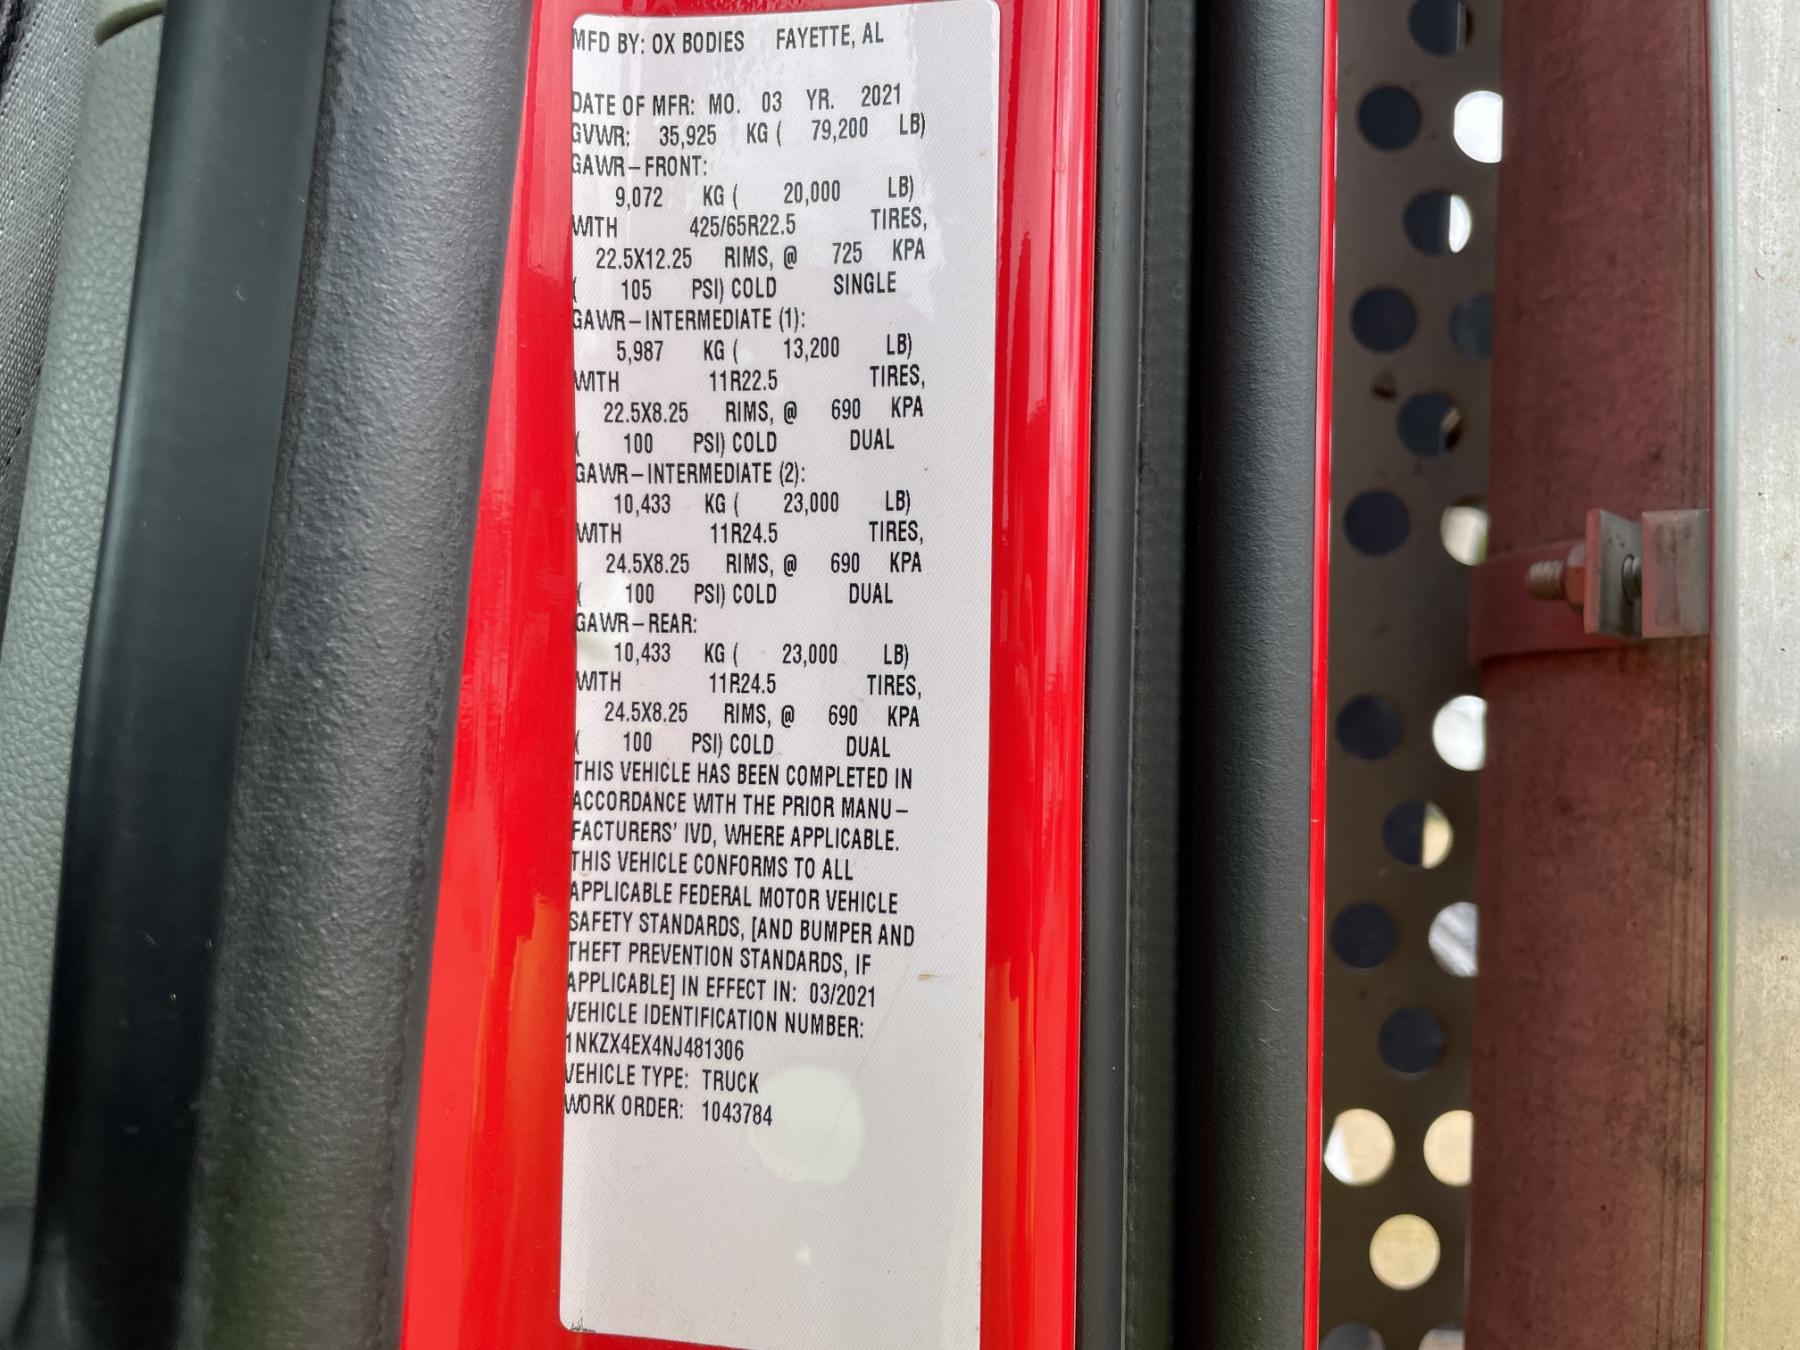 MFD BY: OX BODIES FAYETTE, AL
DATE OF MFR: MO. 03 YR. 2021
GVWR: 35,925 KG ( 79,200 LB)
GAWR-FRONT:
9,072 KG ( 20,000 LB)
WITH 425/65R22.5 TIRES,
22.5X12.25 RIMS, @ 725 KPA
( 105 PSI) COLD SINGLE
GAWR-INTERMEDIATE (1):
5,987 KG ( 13,200 LB)
WITH 11R22.5 TIRES,
22.5X8.25 RIMS, @ 690 KPA
( 100 PSI) COLD DUAL
GAWR-INTERMEDIATE (2):
10,433 KG ( 23,000 LB)
WITH 11R24.5 TIRES,
24.5X8.25 RIMS, @ 690 KPA
( 100 PSI) COLD DUAL
GAWR-REAR:
10,433 KG ( 23,000 LB)
WITH 11R24.5 TIRES,
24.5X8.25 RIMS, @ 690 KPA
( 100 PSI) COLD DUAL
THIS VEHICLE HAS BEEN COMPLETED IN
ACCORDANCE WITH THE PRIOR MANU-
FACTURERS' IVD, WHERE APPLICABLE.
THIS VEHICLE CONFORMS TO ALL
APPLICABLE FEDERAL MOTOR VEHICLE
SAFETY STANDARDS, [AND BUMPER AND
THEFT PREVENTION STANDARDS, IF
APPLICABLE] IN EFFECT IN: 03/2021
VEHICLE IDENTIFICATION NUMBER:
1NKZX4EX4NJ481306
VEHICLE TYPE: TRUCK
WORK ORDER: 1043784